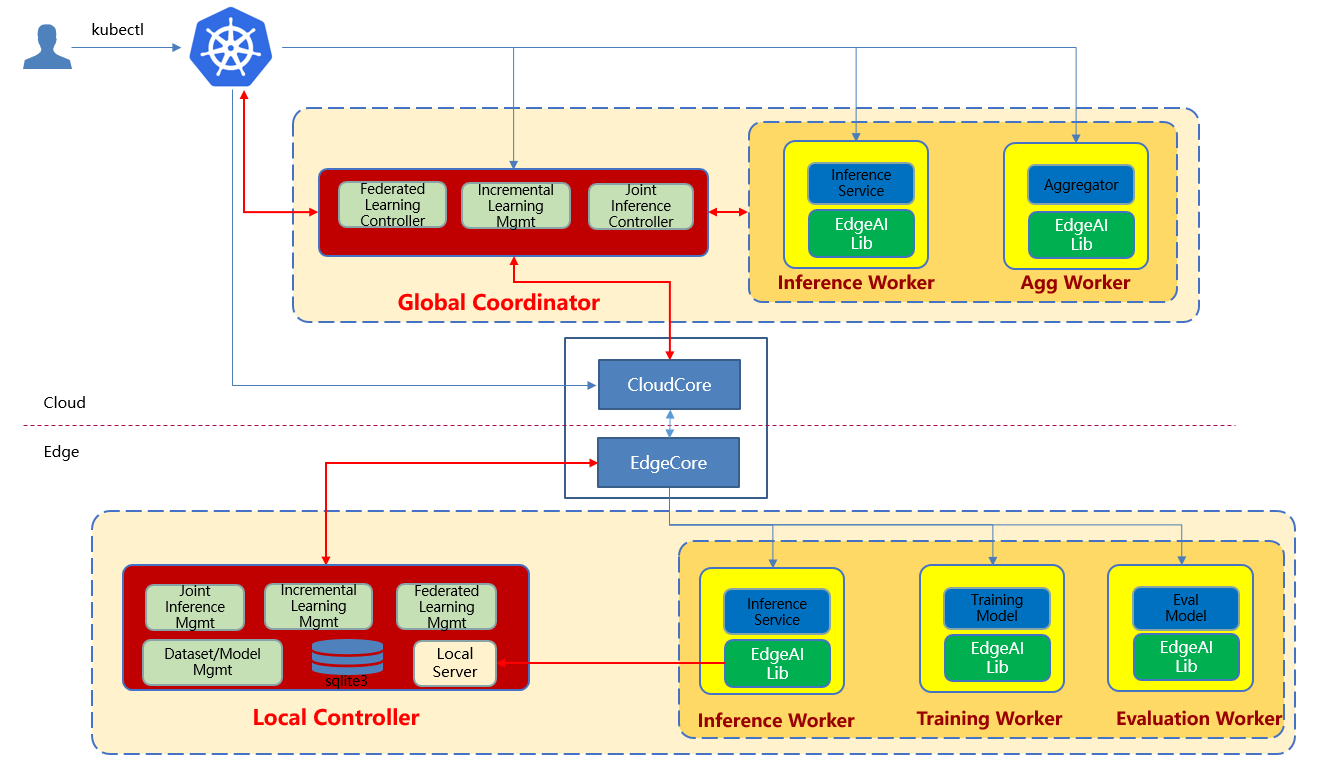 kubectl
Federated
Learning
Controller
Incremental
Learning
Mgmt
Joint
Inference
Controller
Global Coordinator
Inference
Service
EdgeAI
Lib
Inference Worker
Aggregator
EdgeAI
Lib
Agg Worker
CloudCore
Cloud
Edge
EdgeCore
Joint
Inference
Mgmt
Incremental
Learning
Mgmt
Federated
Learning
Mgmt
Dataset/Model
Mgmt
sqlite3
Local
Server
Local Controller
Inference
Service
EdgeAI
Lib
Inference Worker
Training
Model
EdgeAI
Lib
Training Worker
Eval
Model
EdgeAI
Lib
Evaluation Worker